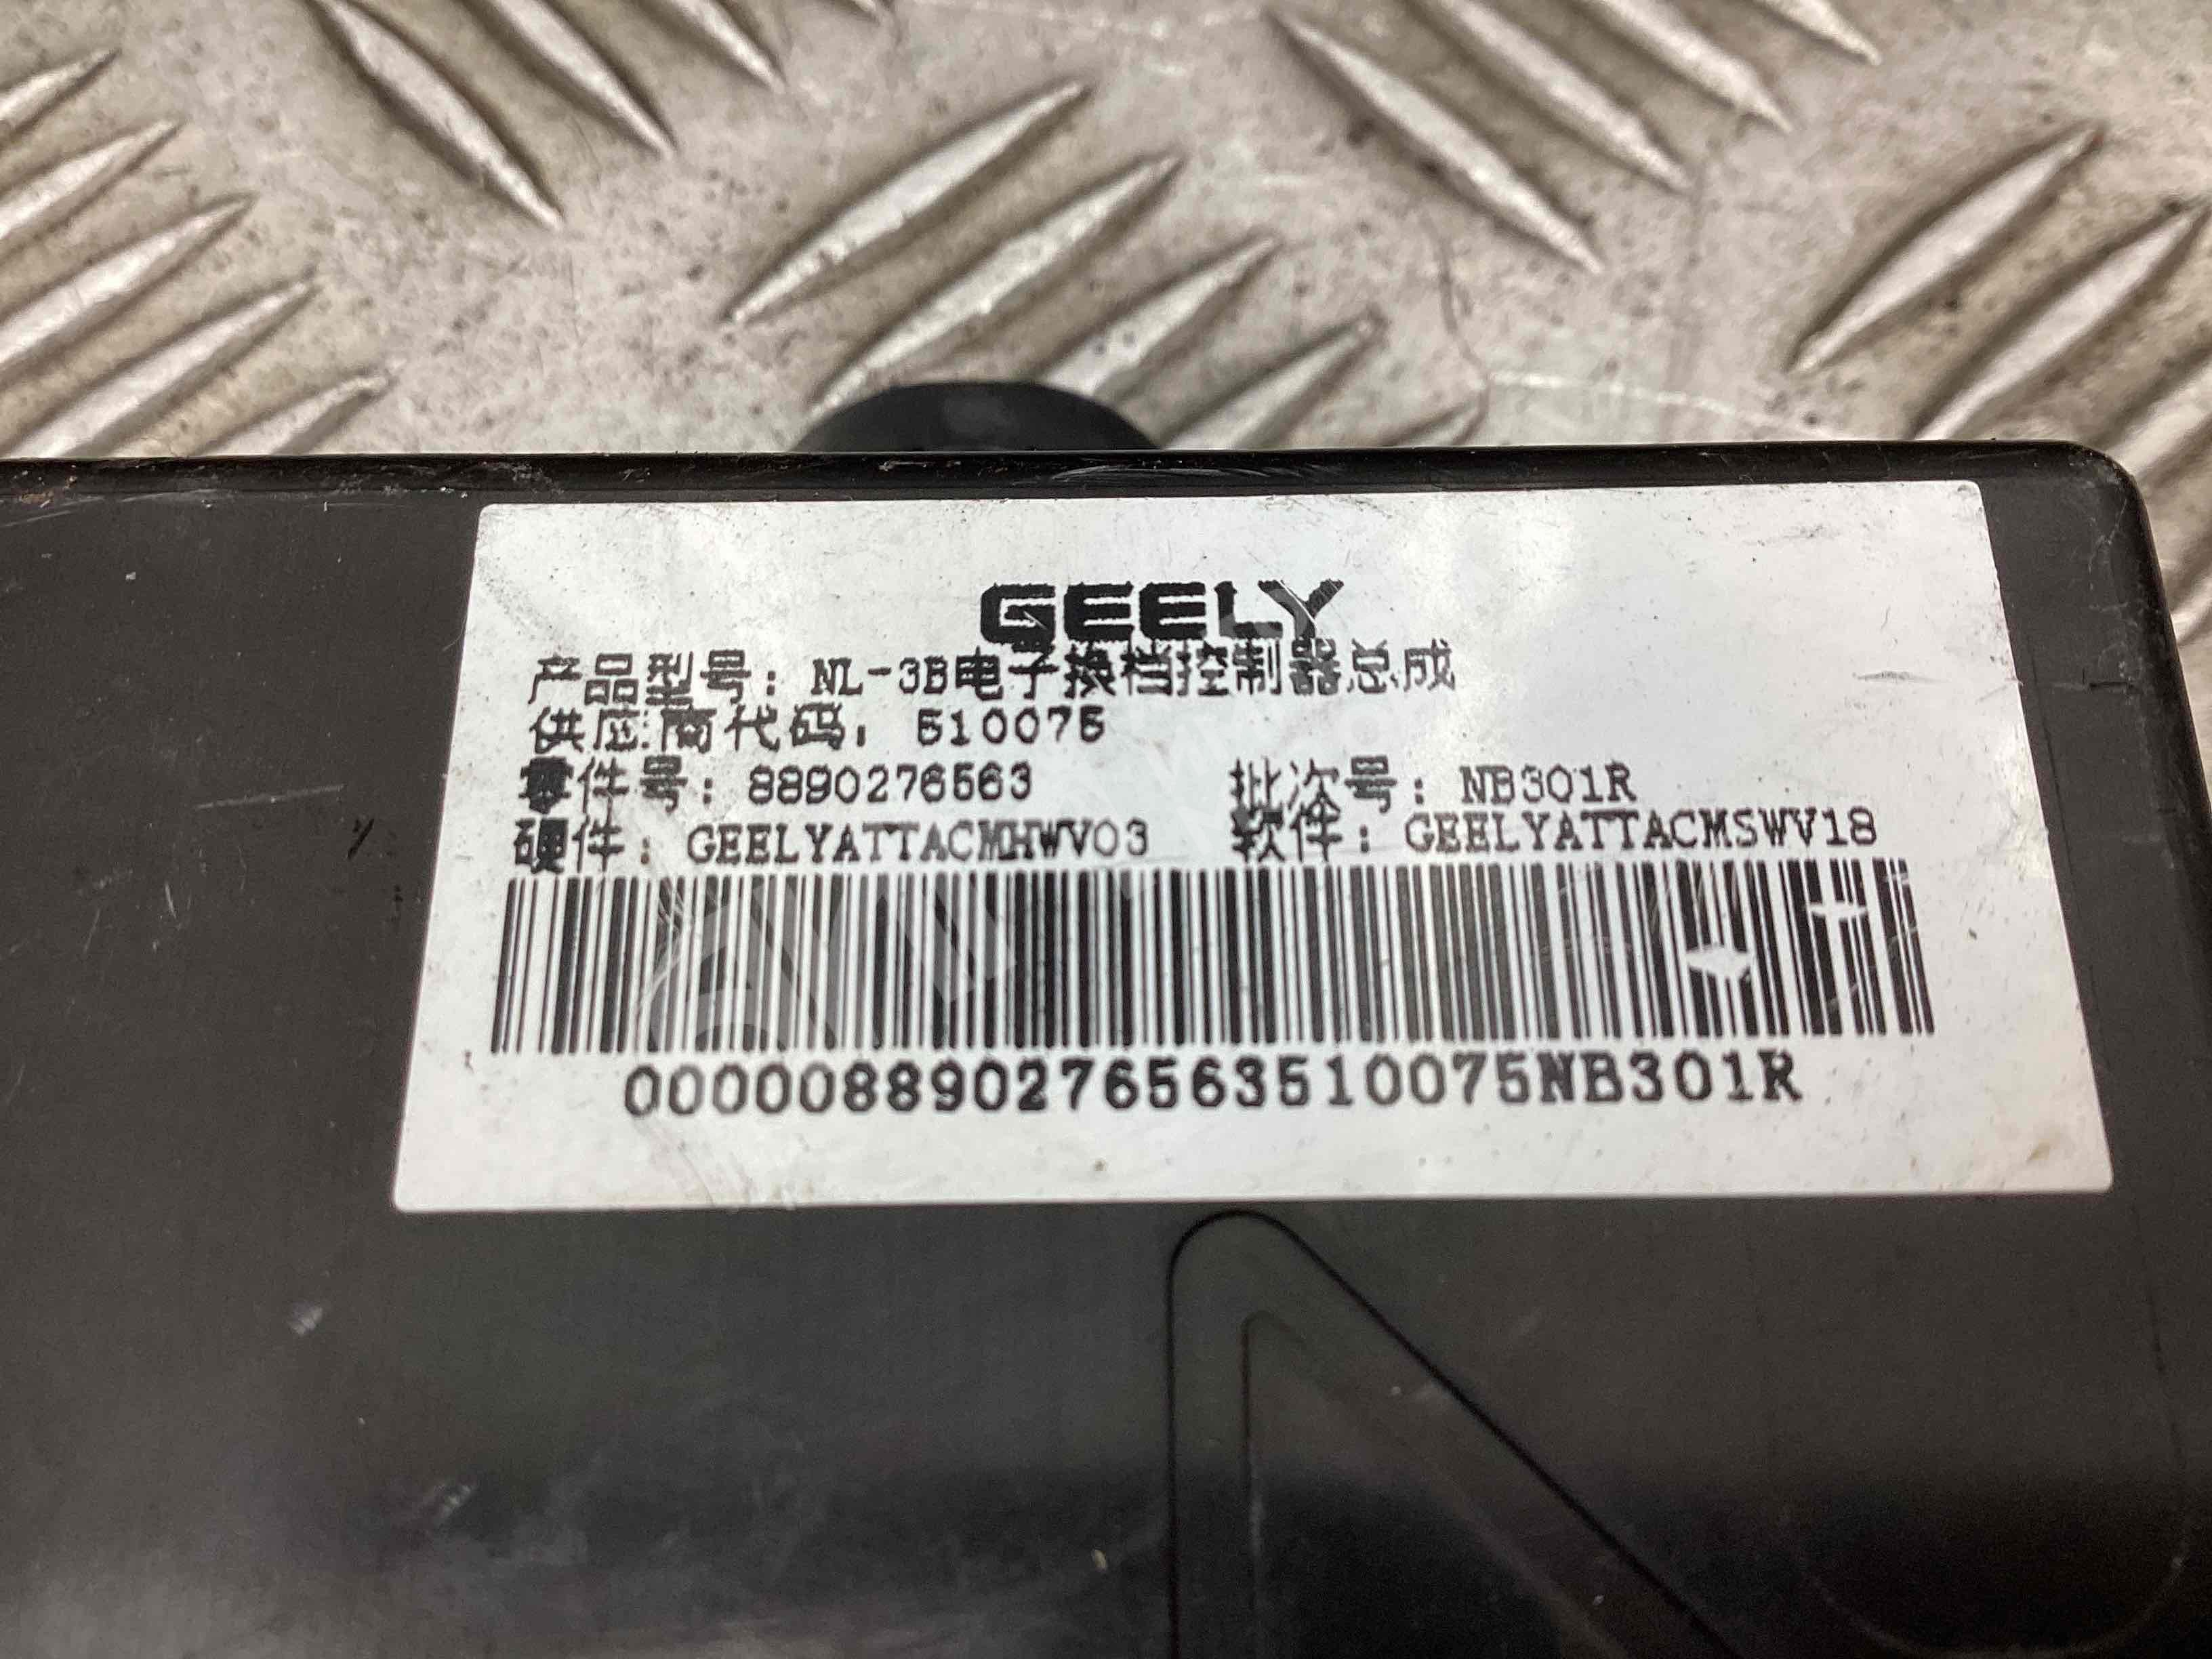 GEELY
产品型号: NL-3B电子换档控制器总成
供应商代码: 510075
零件号: 8890276563 批次号: NB301R
硬件: GEELYATTACMHWV03 软件: GEELYATTACMSWV18
000008890276563510075NB301R